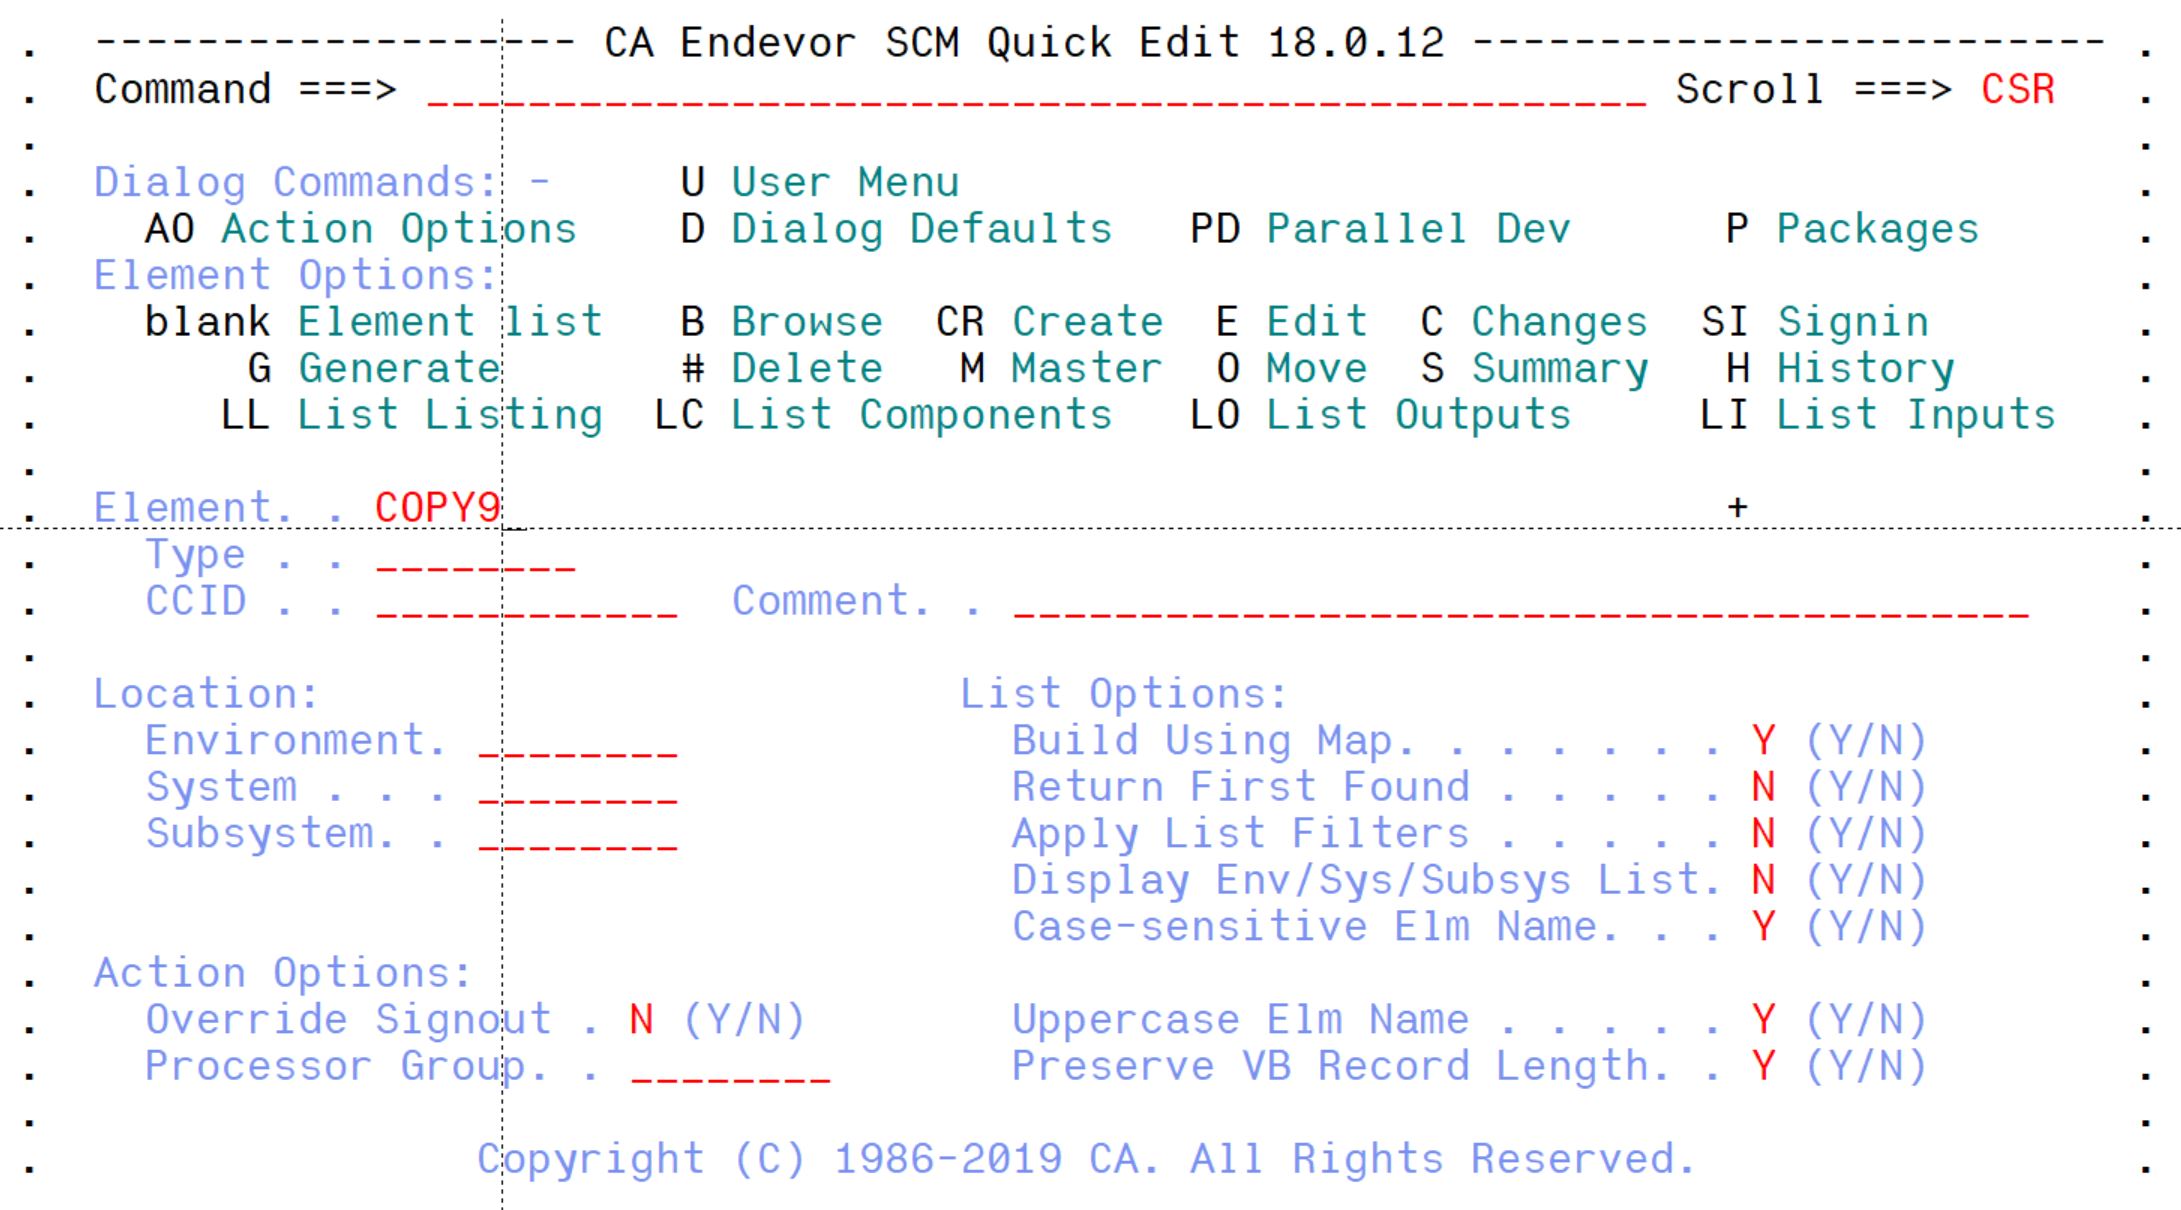 . ------------------- CA Endevor SCM Quick Edit 18.0.12 ------------------------- .
. Command ===> ________________________________________________ Scroll ===> CSR .
. .
. Dialog Commands: - U User Menu .
. AO Action Options D Dialog Defaults PD Parallel Dev P Packages .
. Element Options: .
. blank Element list B Browse CR Create E Edit C Changes SI Signin .
. G Generate # Delete M Master O Move S Summary H History .
. LL List Listing LC List Components LO List Outputs LI List Inputs .
. .
. Element. . COPY9_ + .
. Type . . ________ .
. CCID . . ____________ Comment. . ________________________________________ .
. .
. Location: List Options: .
. Environment. ________ Build Using Map. . . . . . . Y (Y/N) .
. System . . . ________ Return First Found . . . . . N (Y/N) .
. Subsystem. . ________ Apply List Filters . . . . . N (Y/N) .
. Display Env/Sys/Subsys List. N (Y/N) .
. Case-sensitive Elm Name. . . Y (Y/N) .
. Action Options: .
. Override Signout . N (Y/N) Uppercase Elm Name . . . . . Y (Y/N) .
. Processor Group. . ________ Preserve VB Record Length. . Y (Y/N) .
. .
. Copyright (C) 1986-2019 CA. All Rights Reserved. .